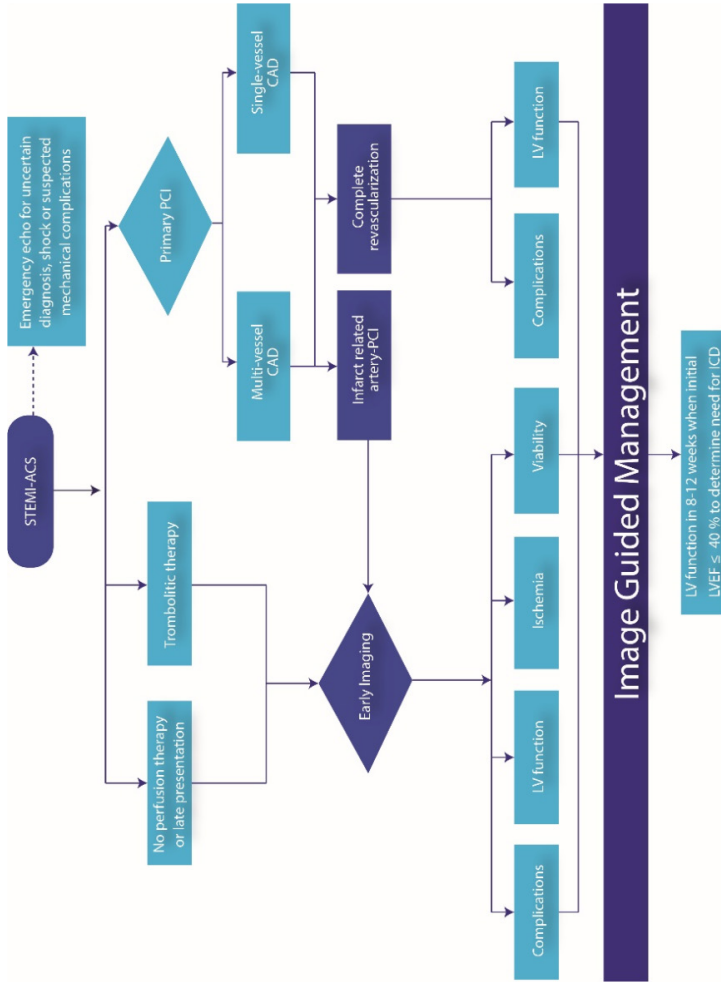 STEMI-ACS
Emergency echo for uncertain
diagnosis, shock or suspected
mechanical complications
No perfusion therapy
or late presentation
Trombolitic therapy
Primary PCI
Multi-vessel
CAD
Single-vessel
CAD
Early Imaging
Infarct related
artery-PCI
Complete
revascularization
Complications
LV function
Ischemia
Viability
Complications
LV function
Image Guided Management
LV function in 8-12 weeks when initial
LVEF ≤ 40 % to determine need for ICD